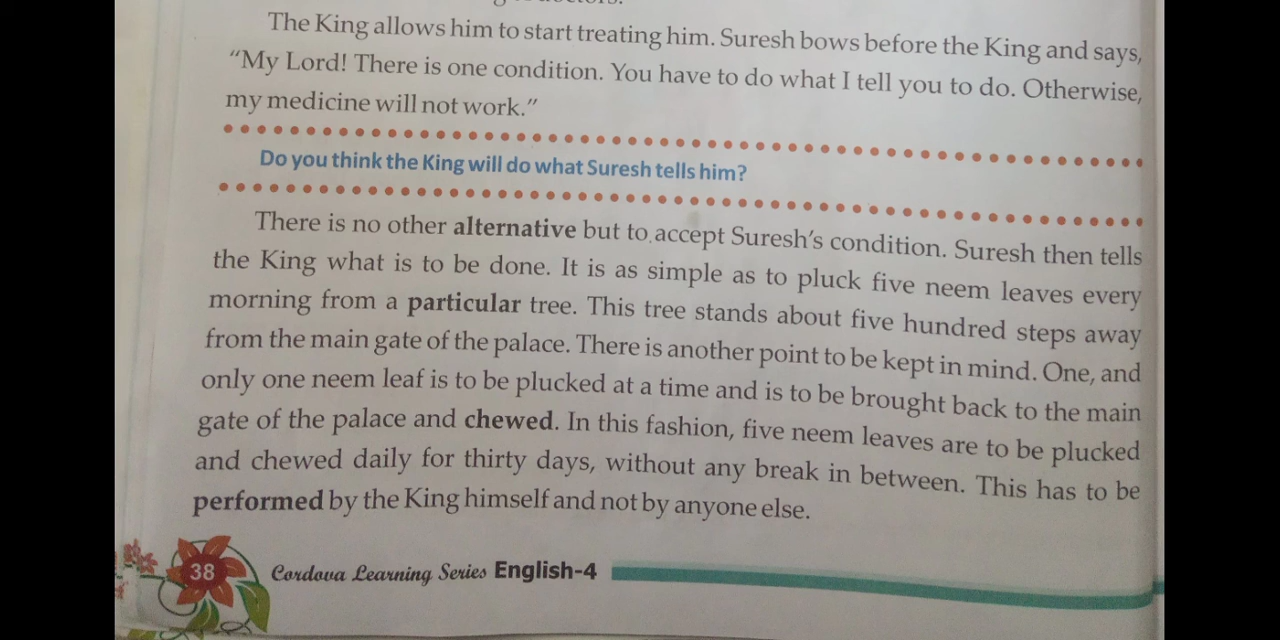 The King allows him to start treating him. Suresh bows before the King and says,
“My Lord! There is one condition. You have to do what I tell you to do. Otherwise,
my medicine will not work.”
Do you think the King will do what Suresh tells him?
There is no other alternative but to accept Suresh’s condition. Suresh then tells
the King what is to be done. It is as simple as to pluck five neem leaves every
morning from a particular tree. This tree stands about five hundred steps away
from the main gate of the palace. There is another point to be kept in mind. One, and
only one neem leaf is to be plucked at a time and is to be brought back to the main
gate of the palace and chewed. In this fashion, five neem leaves are to be plucked
and chewed daily for thirty days, without any break in between. This has to be
performed by the King himself and not by anyone else.
38 Cordova Learning Series English-4